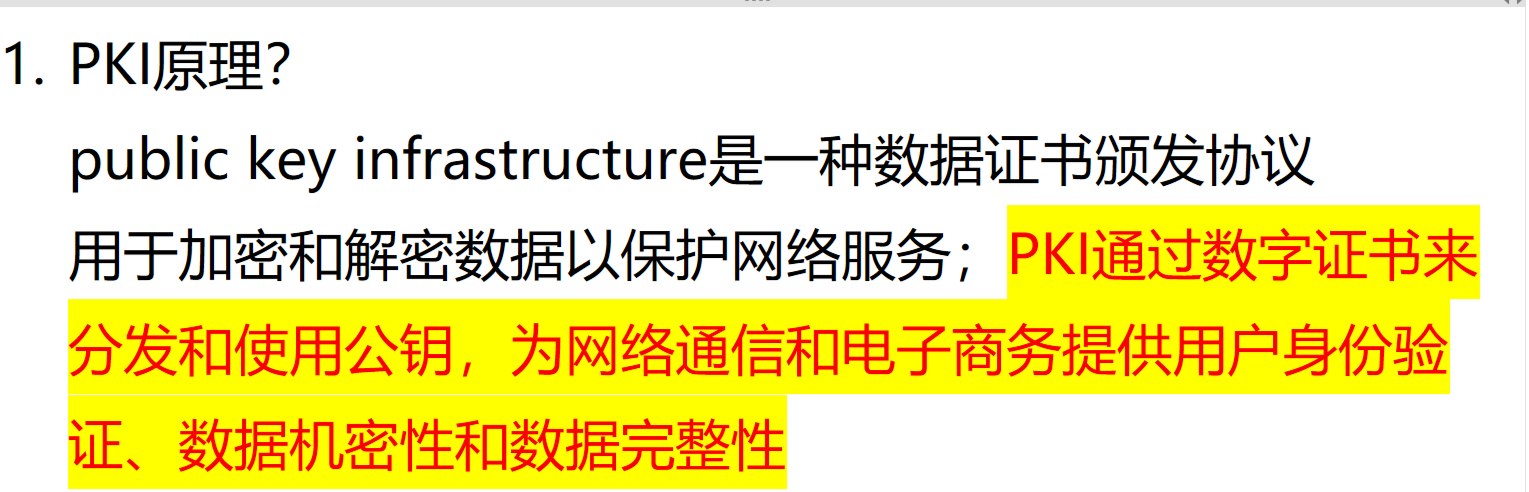 1. PKI原理？
public key infrastructure是一种数据证书颁发协议
用于加密和解密数据以保护网络服务；PKI通过数字证书来
分发和使用公钥，为网络通信和电子商务提供用户身份验
证、数据机密性和数据完整性